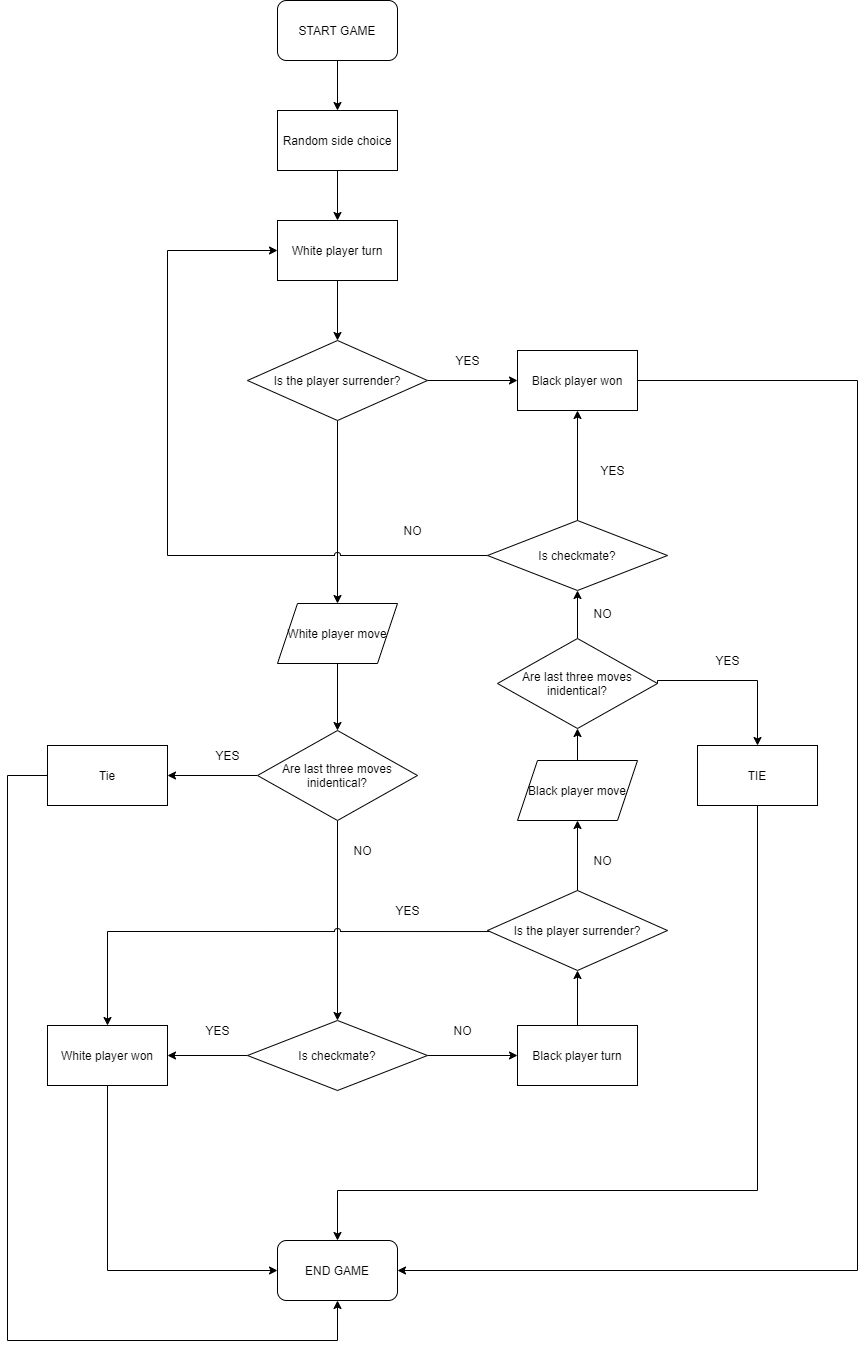 START GAME
Random side choice
White player turn
Is the player surrender?
YES
Black player won
YES
NO
Is checkmate?
White player move
NO
Are last three moves
inidentical?
YES
Tie
YES
Are last three moves
inidentical?
Black player move
TIE
NO
NO
YES
Is the player surrender?
White player won
YES
Is checkmate?
NO
Black player turn
END GAME